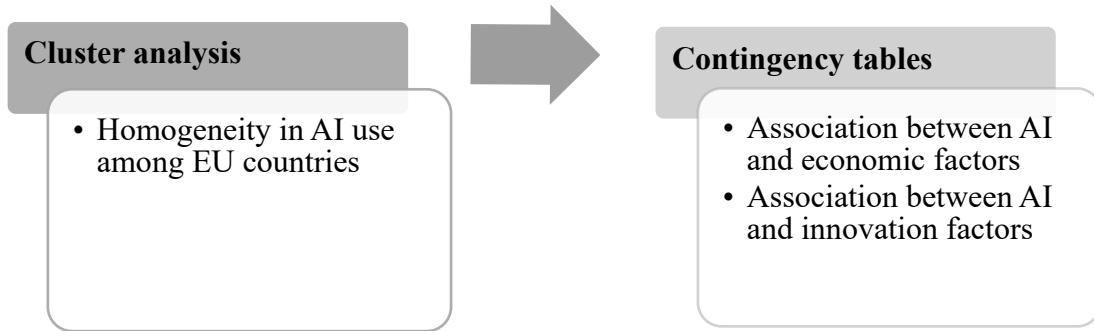 Cluster analysis
• Homogeneity in AI use
among EU countries
Contingency tables
• Association between AI
and economic factors
• Association between AI
and innovation factors